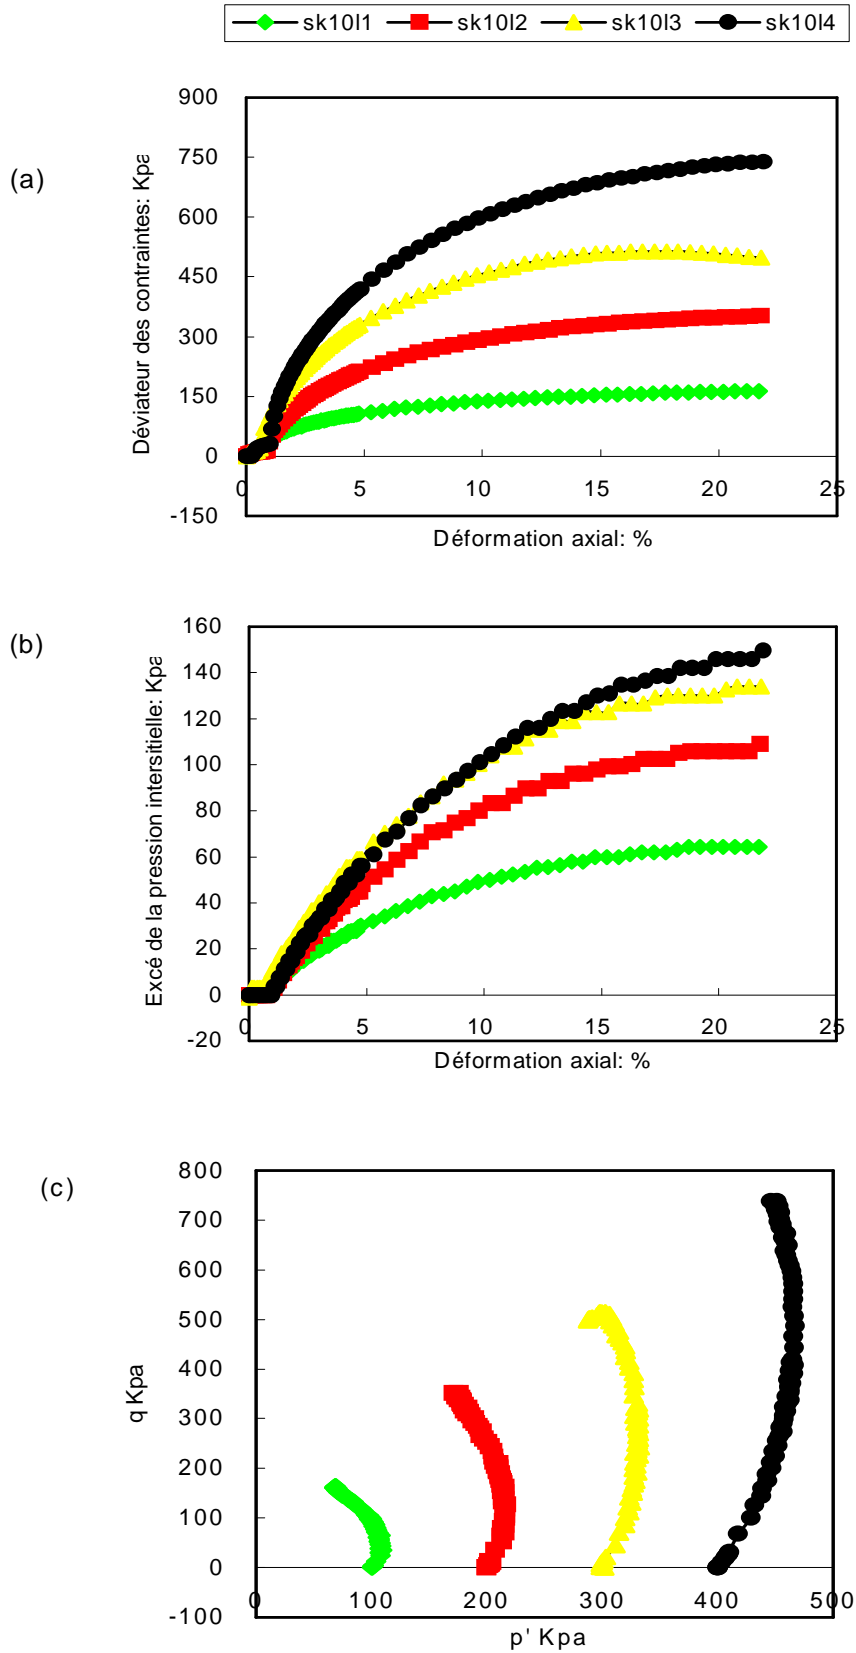 sk10l1 sk10l2 sk10l3 sk10l4
(a)
Déviateur des contraintes: Kpa
900
750
600
450
300
150
0
-150
0 5 10 15 20 25
Déformation axial: %
(b)
Excé de la pression intersitielle: Kpa
160
140
120
100
80
60
40
20
0
-20
0 5 10 15 20 25
Déformation axial: %
(c)
q Kpa
800
700
600
500
400
300
200
100
0
-100
0 100 200 300 400 500
p' Kpa